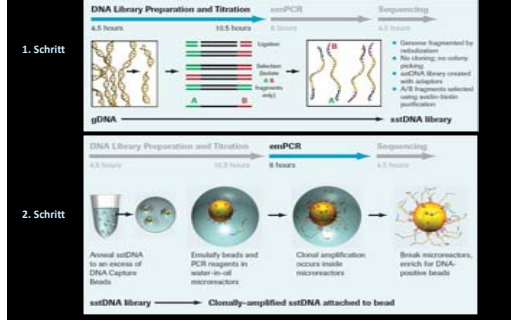 DNA Library Preparation and Titration
emPCR
Sequencing
4.5 hours
10.5 hours
8 hours
4.5 hours
1. Schritt
Ligation
Selection
(isolate
A B
fragments
only)
A
B
B
A
• Genome fragmented by
nebulization
• No cloning; no colony
picking
• sstDNA library created
with adaptors
• A/B fragments selected
using avidin-biotin
purification
gDNA
sstDNA library
DNA Library Preparation and Titration
emPCR
Sequencing
4.5 hours
10.5 hours
8 hours
4.5 hours
2. Schritt
Anneal sstDNA
to an excess of
DNA Capture
Beads
Emulsify beads and
PCR reagents in
water-in-oil
microreactors
Clonal amplification
occurs inside
microreactors
Break microreactors,
enrich for DNA-
positive beads
sstDNA library
Clonally-amplified sstDNA attached to bead